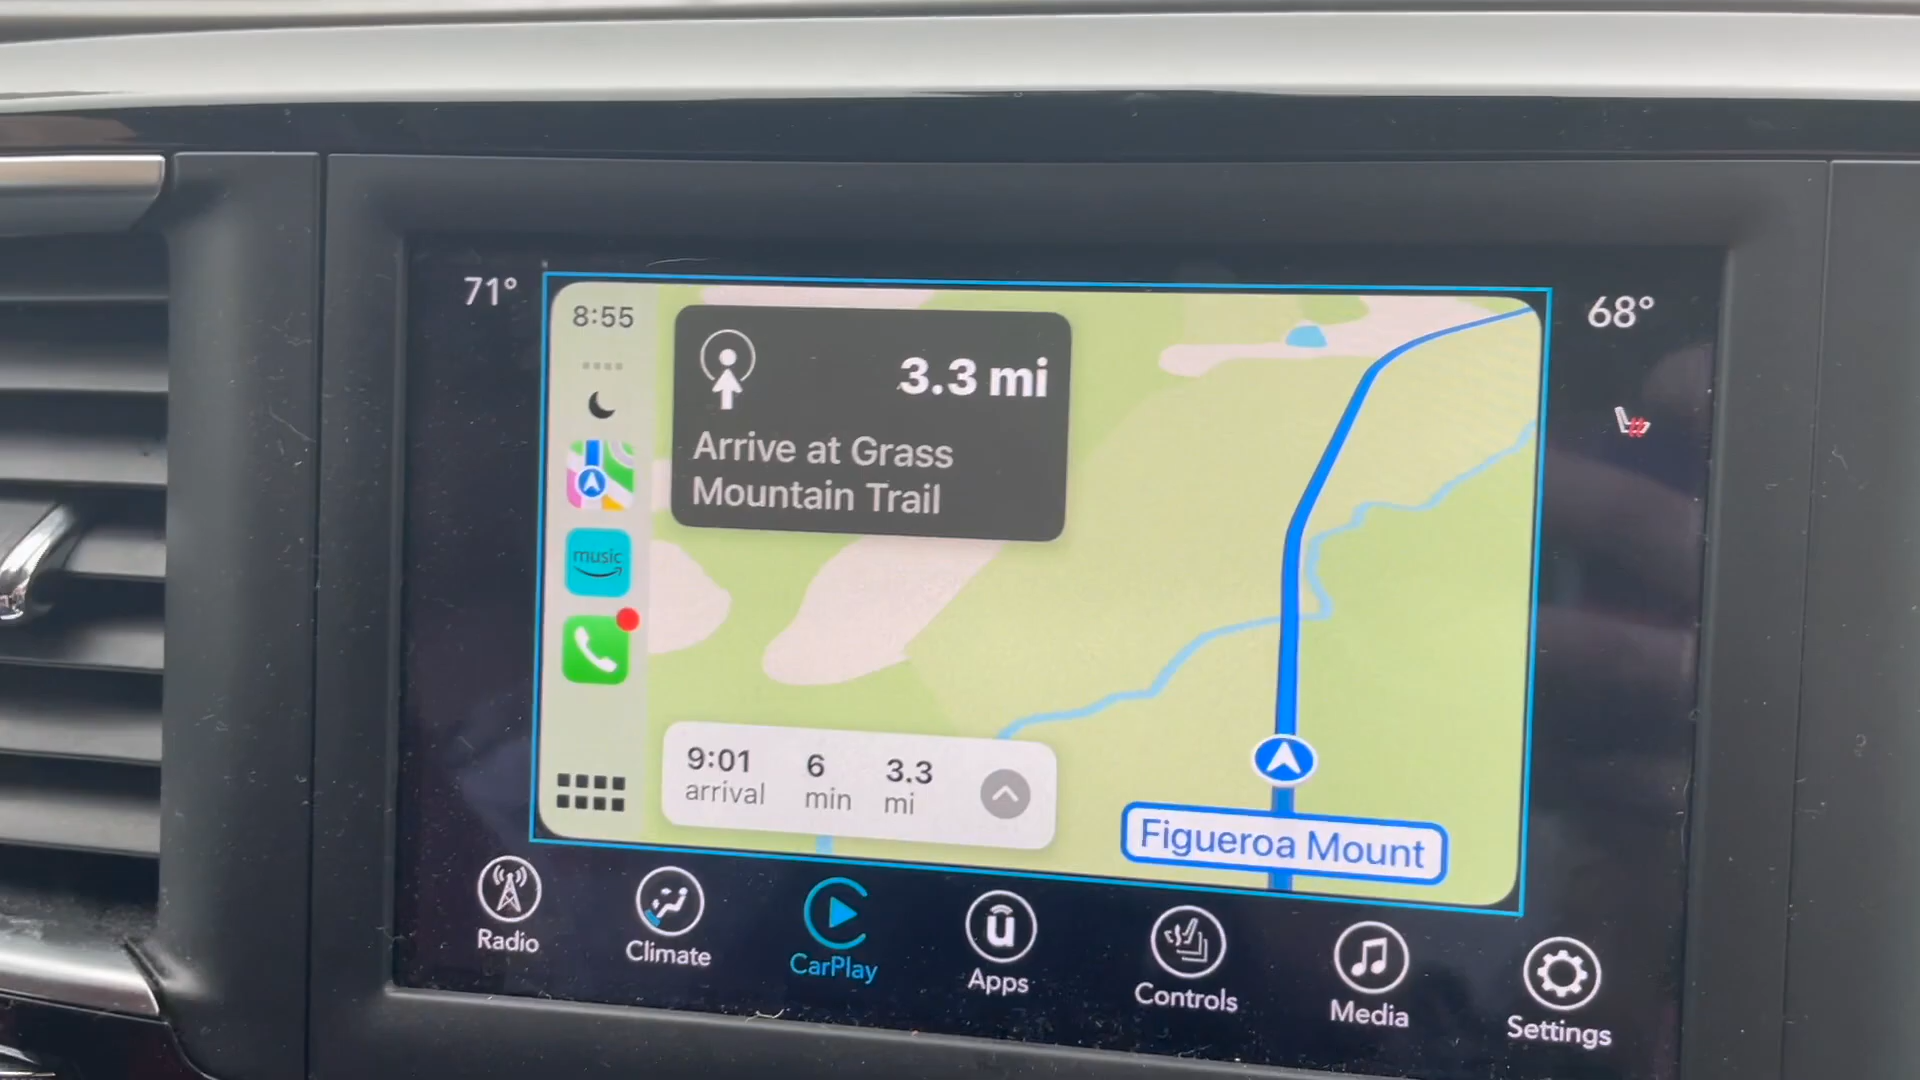 71°
8:55
3.3 mi
Arrive at Grass
Mountain Trail
68°
music
9:01
arrival
6
min
3.3
mi
Figueroa Mount
Radio
Climate
CarPlay
Apps
Controls
Media
Settings